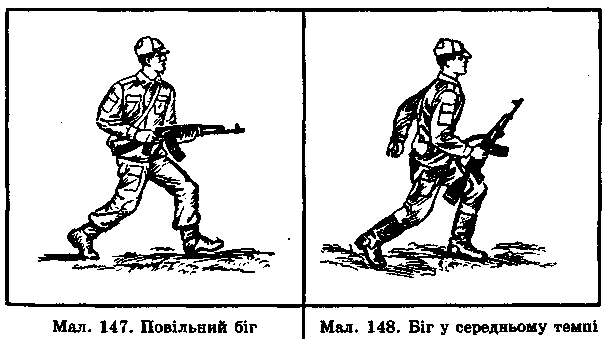 Мал. 147. Повільний біг
Мал. 148. Біг у середньому темпі